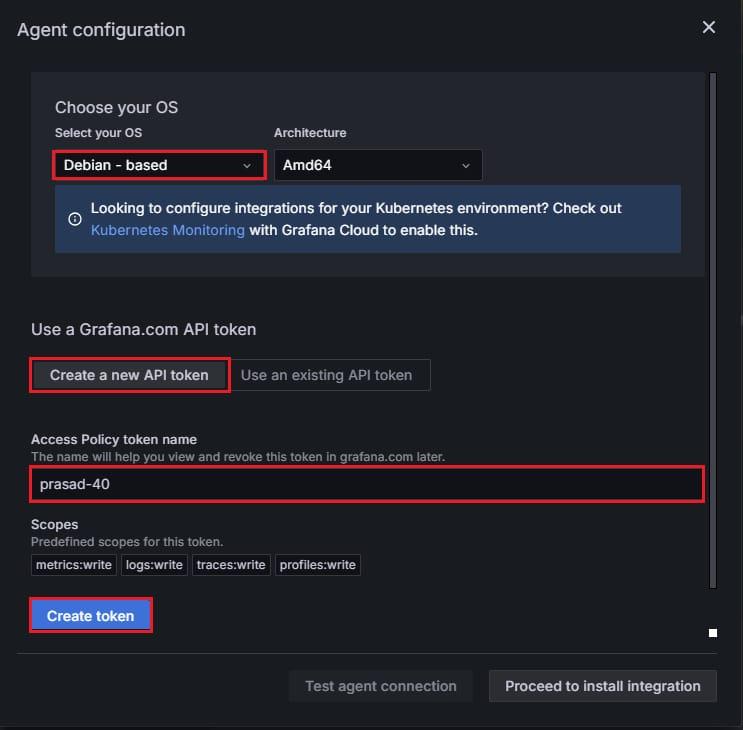 Agent configuration
Choose your OS
Select your OS Architecture
Debian - based Amd64
Looking to configure integrations for your Kubernetes environment? Check out
Kubernetes Monitoring with Grafana Cloud to enable this.
Use a Grafana.com API token
Create a new API token Use an existing API token
Access Policy token name
The name will help you view and revoke this token in grafana.com later.
prasad-40
Scopes
Predefined scopes for this token.
metrics:write logs:write traces:write profiles:write
Create token
Test agent connection Proceed to install integration